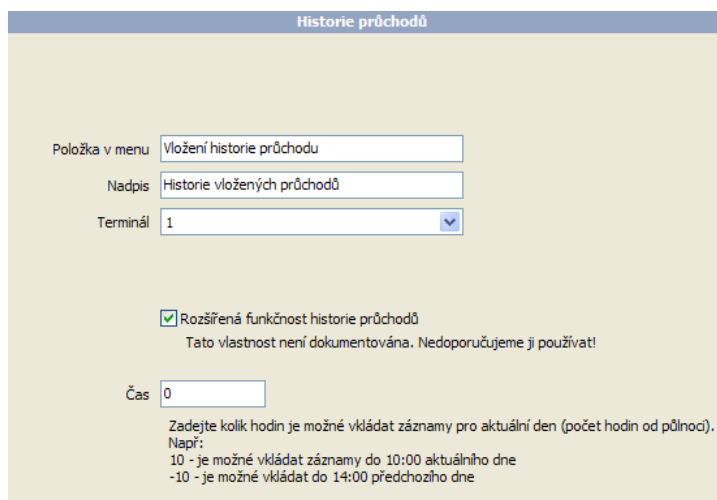 Historie průchodů
Položka v menu Vložení historie průchodu
Nadpis Historie vložených průchodů
Terminál 1
Rozšířená funkčnost historie průchodů
Tato vlastnost není dokumentována. Nedoporučujeme ji používat!
Čas 0
Zadejte kolik hodin je možné vkládat záznamy pro aktuální den (počet hodin od půlnoci).
Např:
10 - je možné vkládat záznamy do 10:00 aktuálního dne
-10 - je možné vkládat do 14:00 předchozího dne